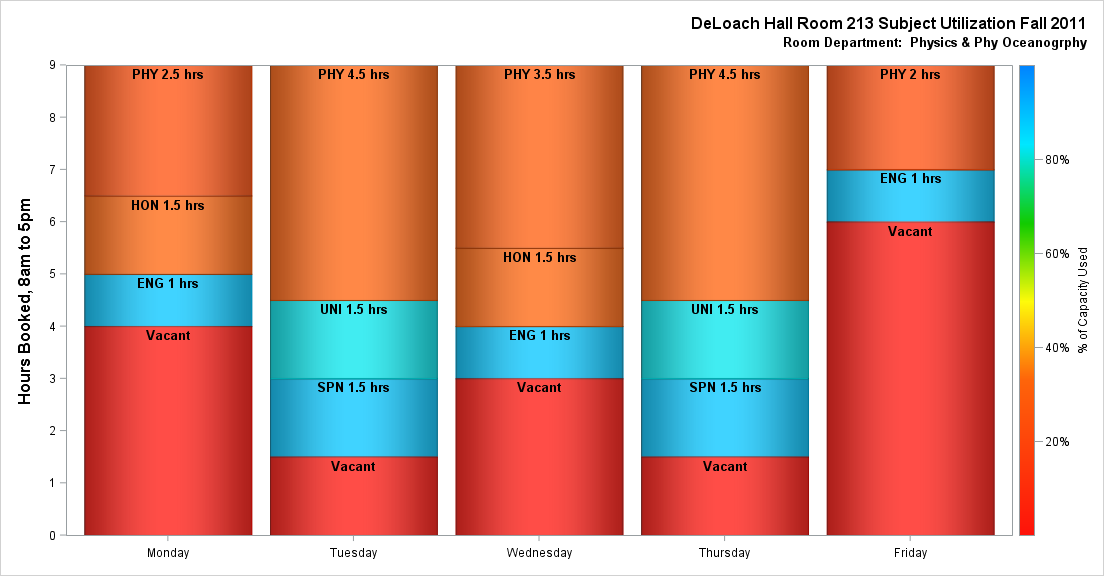 DeLoach Hall Room 213 Subject Utilization Fall 2011
Room Department:  Physics & Phy Oceanogrphy
Hours Booked, 8am to 5pm
9
8
7
6
5
4
3
2
1
0
PHY 2.5 hrs
HON 1.5 hrs
ENG 1 hrs
Vacant
PHY 4.5 hrs
UNI 1.5 hrs
SPN 1.5 hrs
Vacant
PHY 3.5 hrs
HON 1.5 hrs
ENG 1 hrs
Vacant
PHY 4.5 hrs
UNI 1.5 hrs
SPN 1.5 hrs
Vacant
PHY 2 hrs
ENG 1 hrs
Vacant
Monday
Tuesday
Wednesday
Thursday
Friday
80%
60%
40%
20%
% of Capacity Used